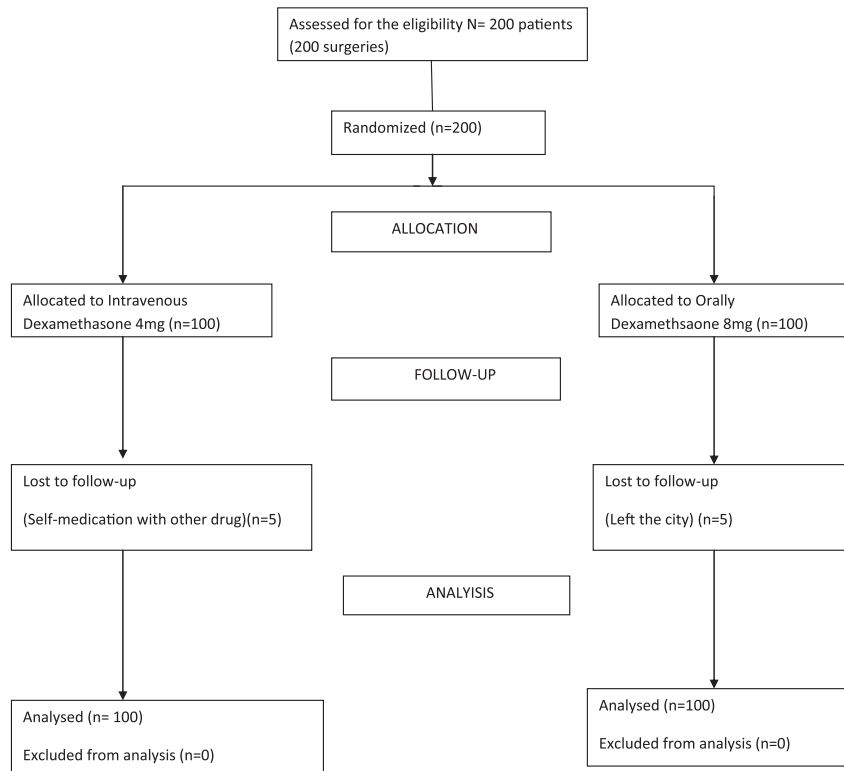 Assessed for the eligibility N= 200 patients
(200 surgeries)
Randomized (n=200)
ALLOCATION
Allocated to Intravenous
Dexamethasone 4mg (n=100)
Allocated to Orally
Dexamethsaone 8mg (n=100)
FOLLOW-UP
Lost to follow-up
(Self-medication with other drug)(n=5)
Lost to follow-up
(Left the city) (n=5)
ANALYISIS
Analysed (n= 100)
Excluded from analysis (n=0)
Analysed (n=100)
Excluded from analysis (n=0)